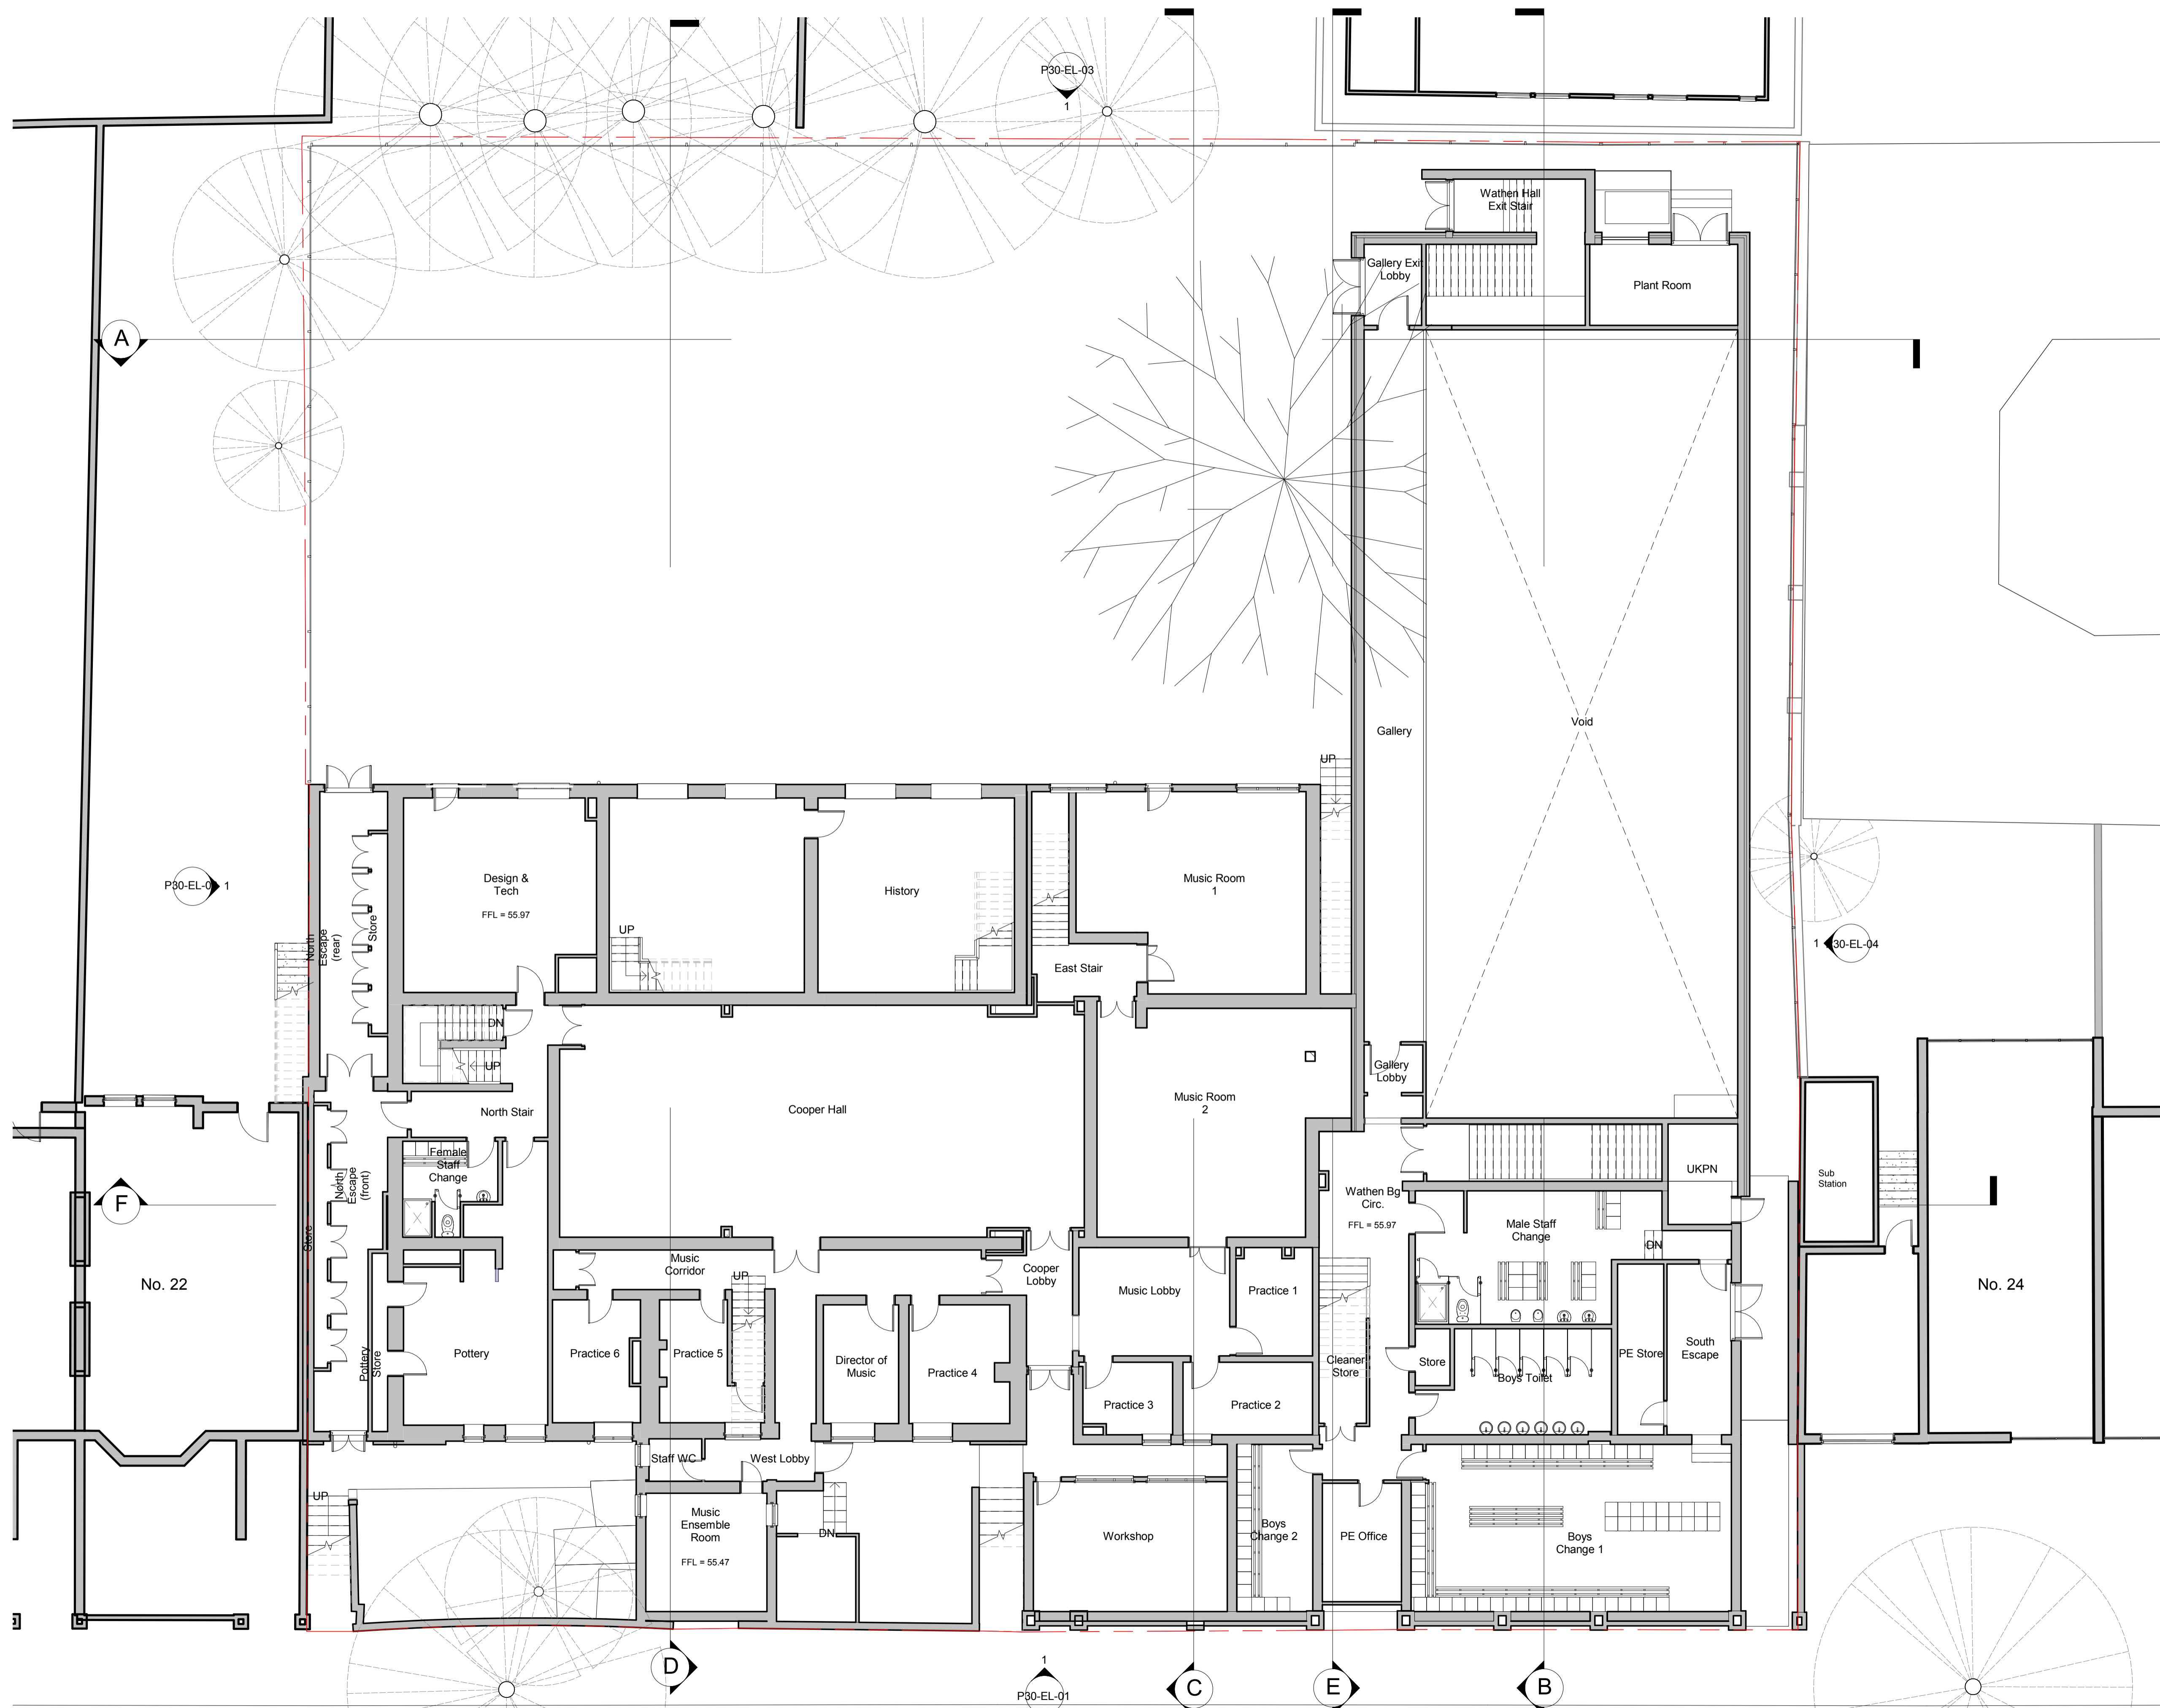 P30-EL-03
1
Wathen Hall
Exit Stair
Gallery Exit
Lobby
Plant Room
A
Void
Gallery
UP
P30-EL-0
1
Design &
Tech
FFL = 55.97
History
Music Room
1
Store
North
Escape
(rear)
UP
1
30-EL-04
East Stair
DN
UP
Gallery
Lobby
North Stair
Cooper Hall
Music Room
2
Female
Staff
Change
North
Escape
(front)
UKPN
Sub
Station
Wathen Bg
Circ.
FFL = 55.97
F
Store
Male Staff
Change
DN
Music
Corridor
UP
Cooper
Lobby
No. 22
Music Lobby
Practice 1
No. 24
Pottery
Pottery
Store
Practice 6
Practice 5
Director of
Music
Practice 4
Cleaner
Store
Store
Boys Toilet
PE Store
South
Escape
Practice 3
Practice 2
Staff WC
West Lobby
UP
Music
Ensemble
Room
FFL = 55.47
DN
Workshop
Boys
Change 2
PE Office
Boys
Change 1
D
1
P30-EL-01
C
E
B